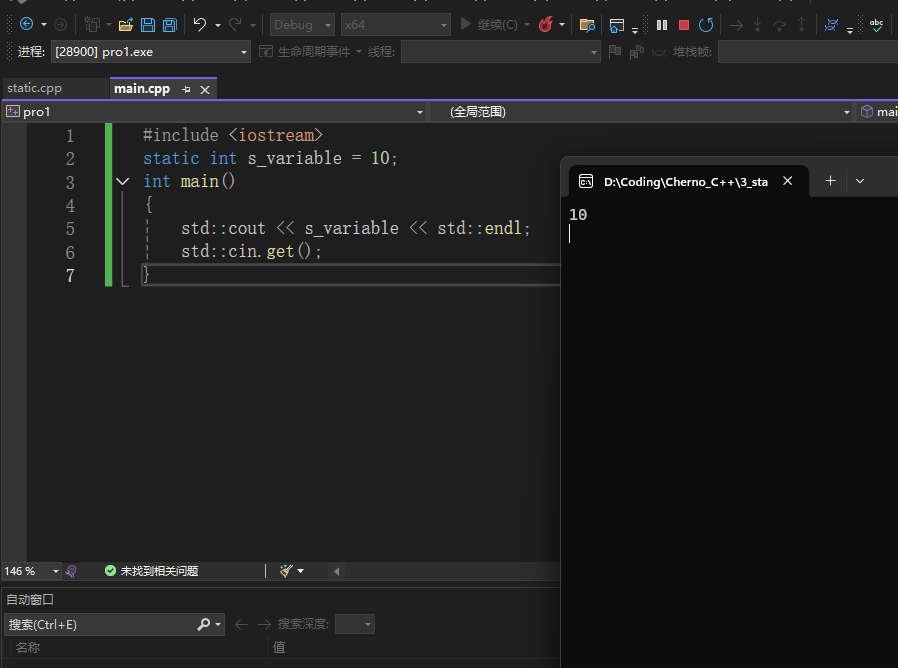 Debug x64 继续(C)
进程: [28900] pro1.exe 生命周期事件 线程: 堆栈帧:
static.cpp main.cpp
pro1 (全局范围) mai
1 #include <iostream>
2 static int s_variable = 10;
3 int main()
4 {
5 std::cout << s_variable << std::endl;
6 std::cin.get();
7 }
D:\Coding\Cherno_C++\3_sta
10
146 % 未找到相关问题
自动窗口
搜索(Ctrl+E) 搜索深度:
名称 值